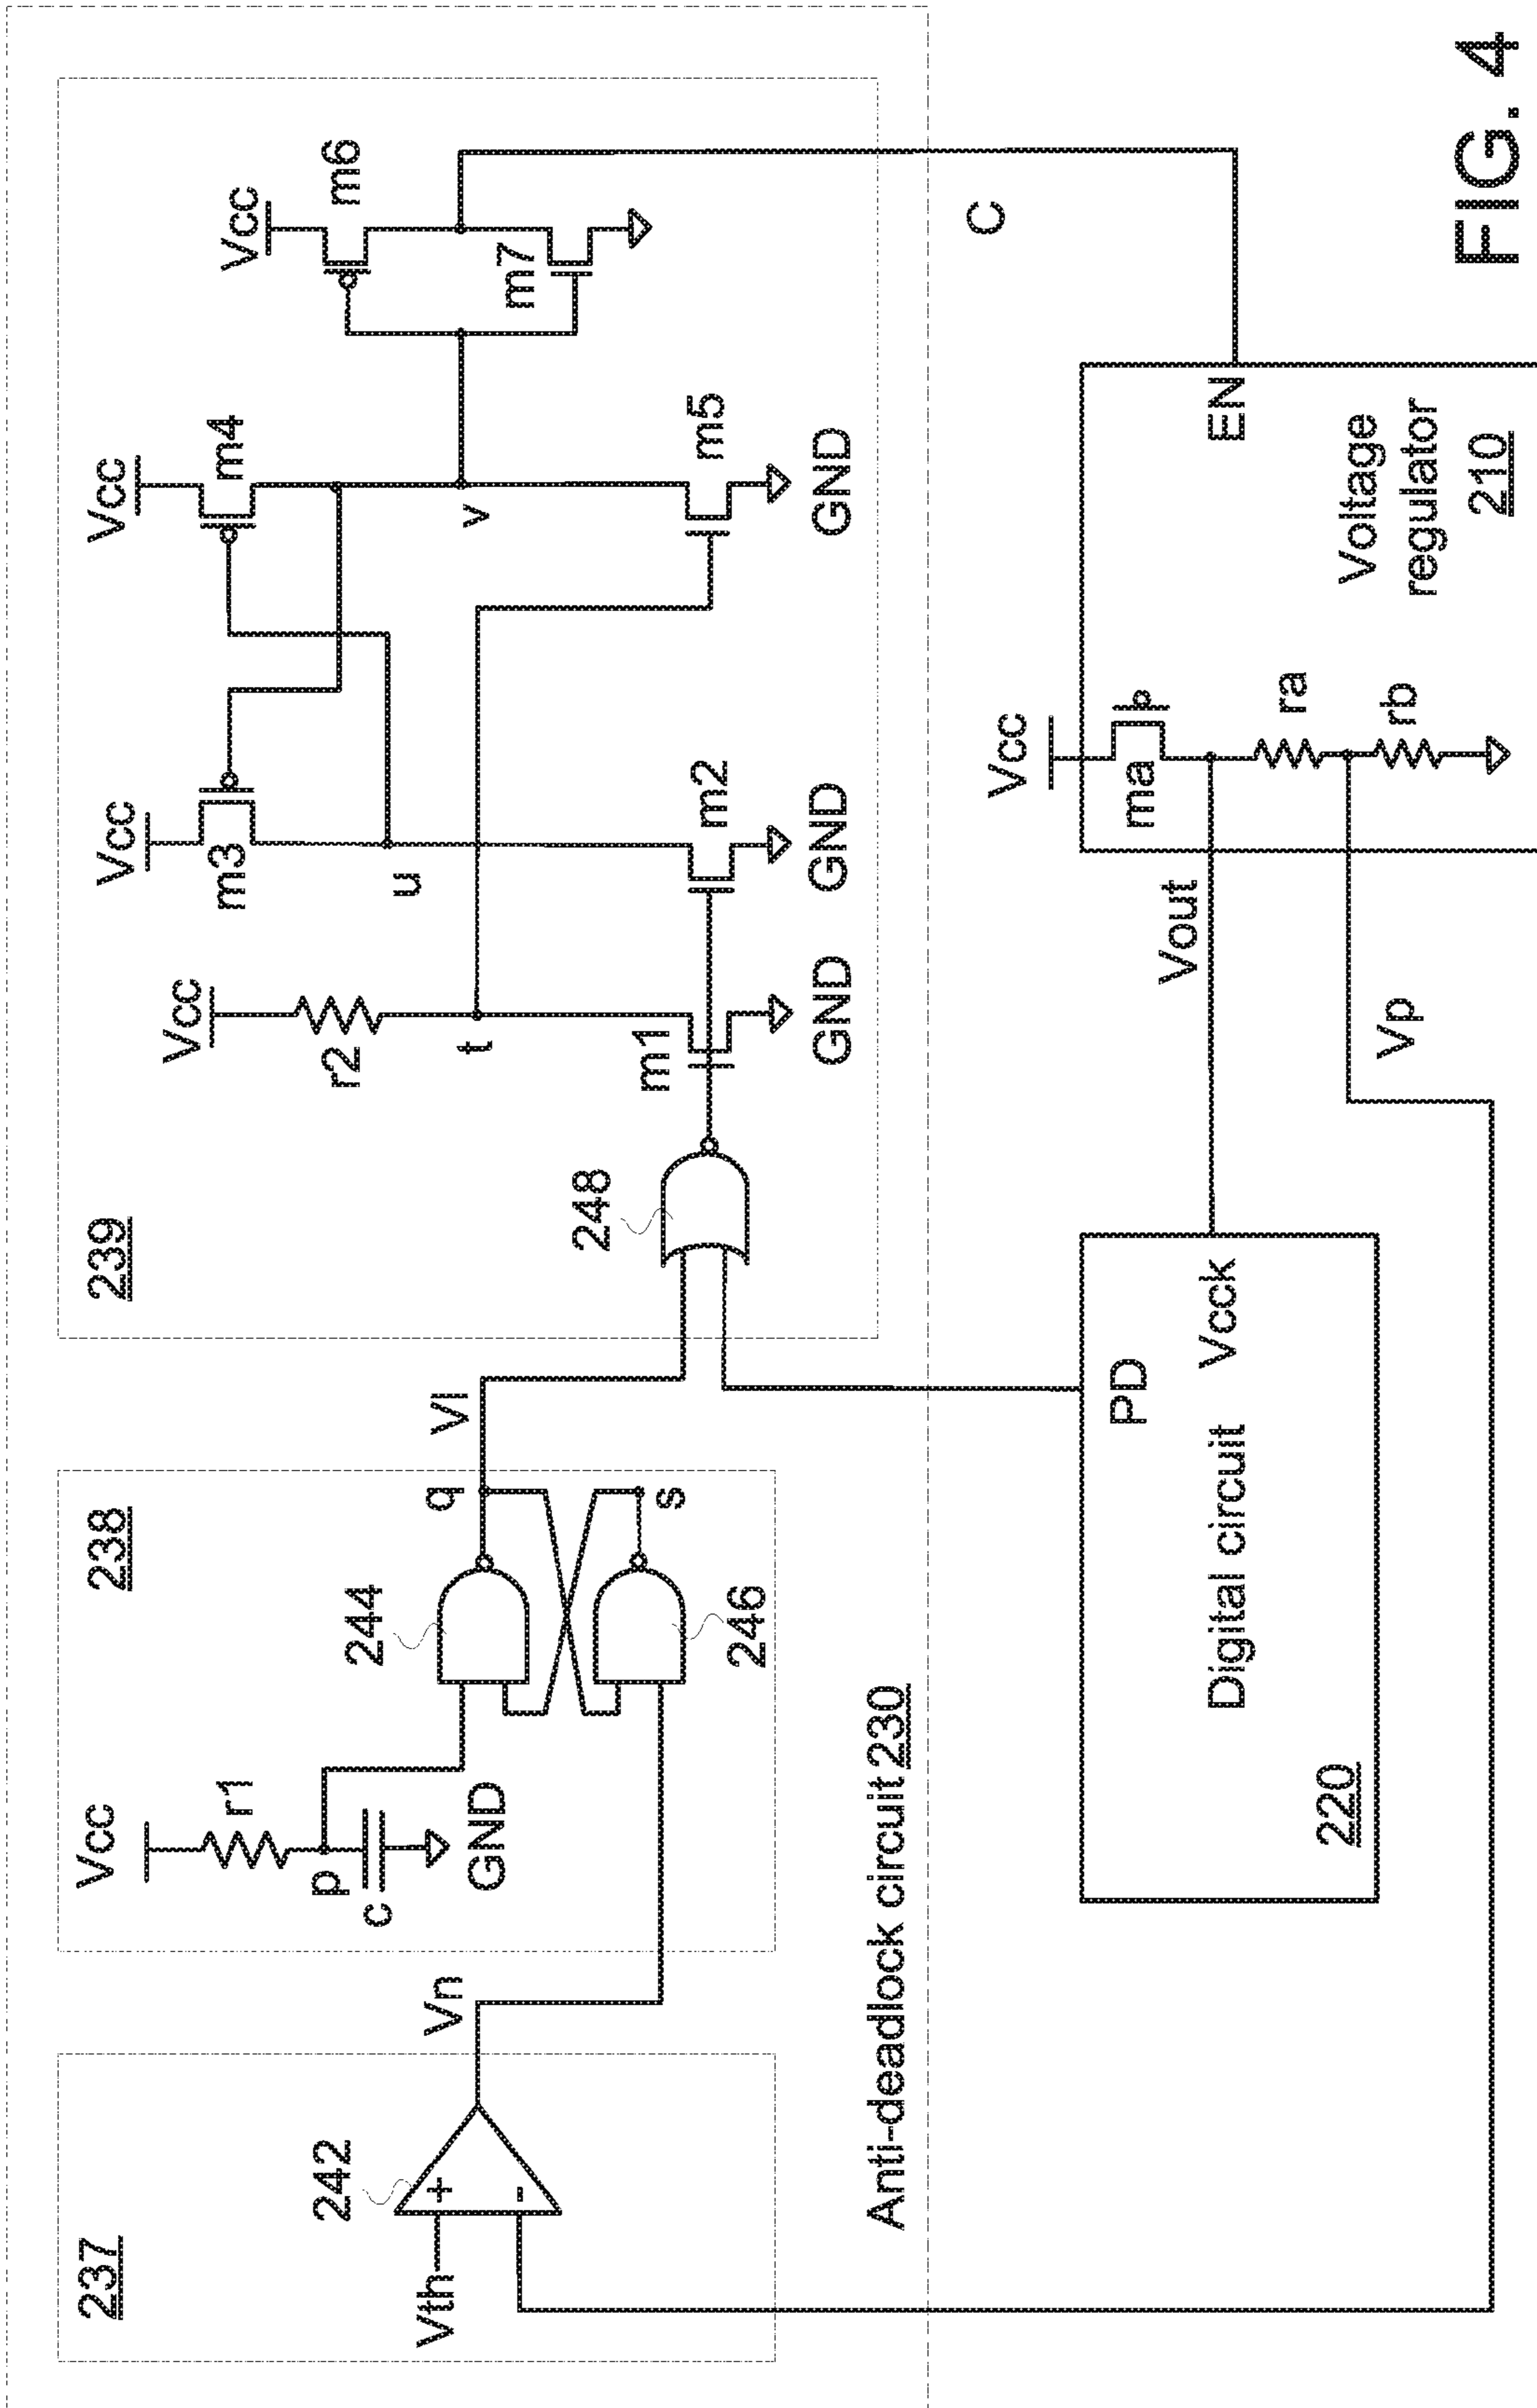 237
Vth
+
-
242
Vn
238
Vcc
r1
p
c
GND
244
246
q
s
Vl
239
248
Vcc
r2
t
m1
GND
Vcc
m3
u
m2
GND
Vcc
m4
v
m5
GND
Vcc
m6
m7
Anti-deadlock circuit 230
C
PD
Vcck
Digital circuit
220
Vout
Vp
Vcc
ma
ra
rb
EN
Voltage
regulator
210
FIG. 4